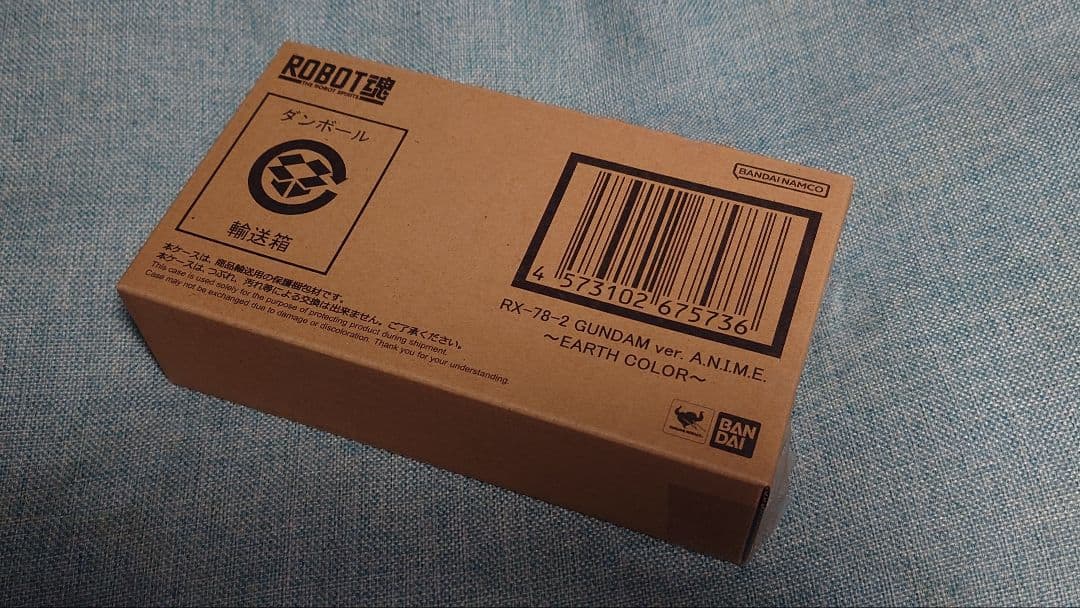 ROBOT魂
THE ROBOT SPIRITS
ダンボール
輸送箱
本ケースは、商品輸送用の保護梱包材です。
本ケースは、つぶれ、汚れ等による交換は出来ません。ご了承ください。
This case is used solely for the purpose of protecting product during shipment.
Case may not be exchanged due to damage or discoloration. Thank you for your understanding.
BANDAI NAMCO
4 573102 675736
RX-78-2 GUNDAM ver. A.N.I.M.E.
～EARTH COLOR～
BAN
DAI